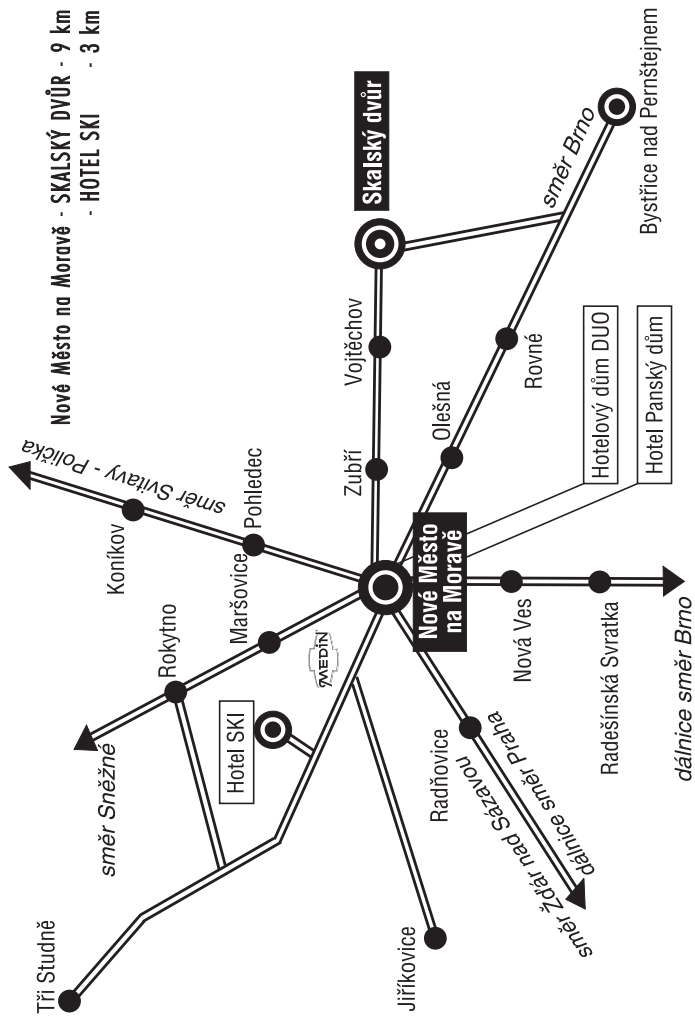 Nové Město na Moravě - SKALSKÝ DVŮR - 9 km
- HOTEL SKI - 3 km
Tři Studně
směr Sněžné
Rokytno
Maršovice
Koníkov
Pohledec
směr Svitavy - Polička
Hotel SKI
MEDIN
Zubří
Vojtěchov
Skalský dvůr
Jiříkovice
Radňovice
Nové Město
na Moravě
Olešná
Rovné
směr Brno
Bystřice nad Pernštejnem
směr Žďár nad Sázavou
dálnice směr Praha
Nová Ves
Radešínská Svratka
dálnice směr Brno
Hotelový dům DUO
Hotel Panský dům